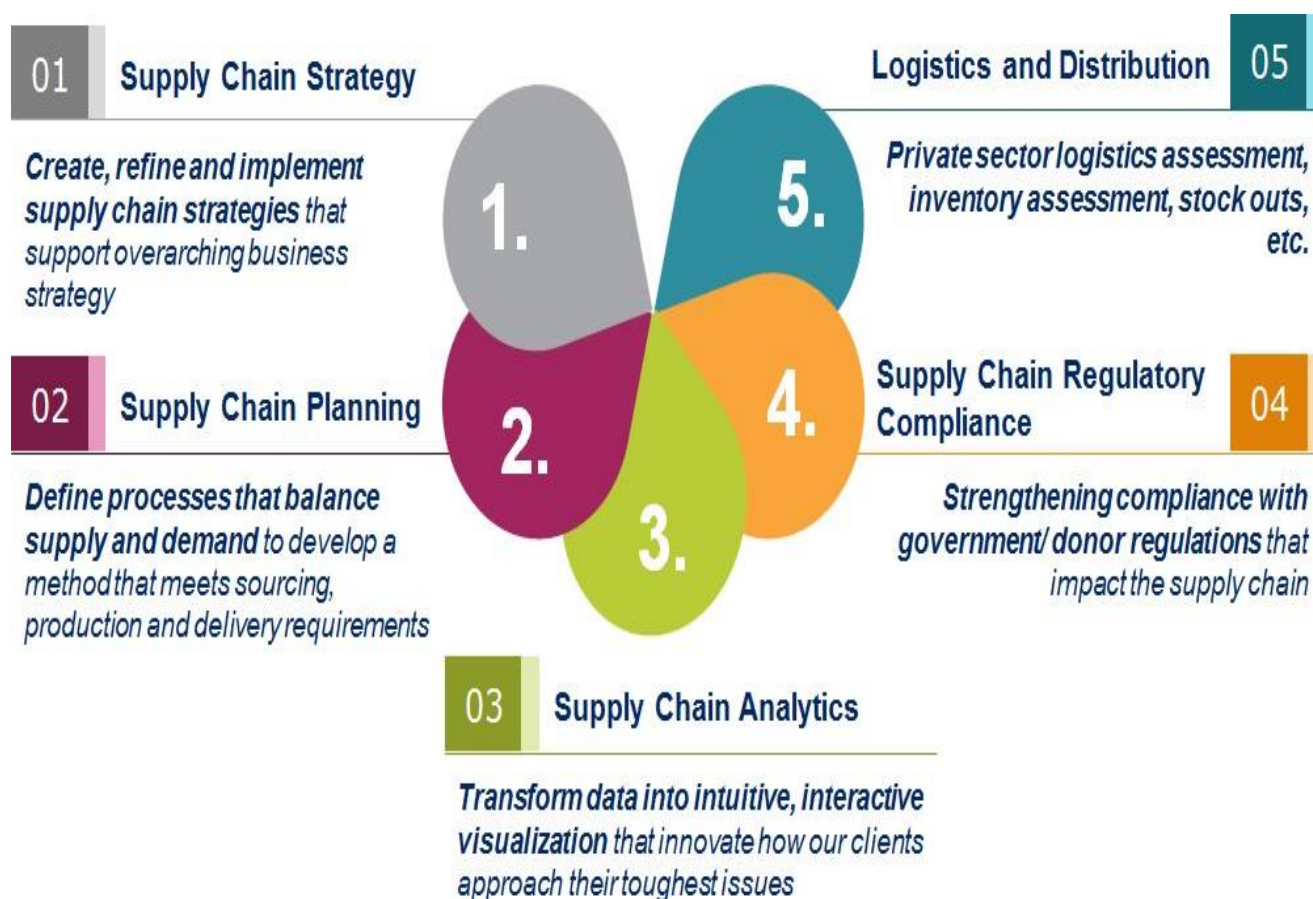 01
Supply Chain Strategy
Create, refine and implement
supply chain strategies that
support overarching business
strategy
02
Supply Chain Planning
Define processes that balance
supply and demand to develop a
method that meets sourcing,
production and delivery requirements
1.
2.
3.
4.
5.
03
Supply Chain Analytics
Transform data into intuitive, interactive
visualization that innovate how our clients
approach their toughest issues
Supply Chain Regulatory
Compliance
04
Strengthening compliance with
government/ donor regulations that
impact the supply chain
Logistics and Distribution
05
Private sector logistics assessment,
inventory assessment, stock outs,
etc.